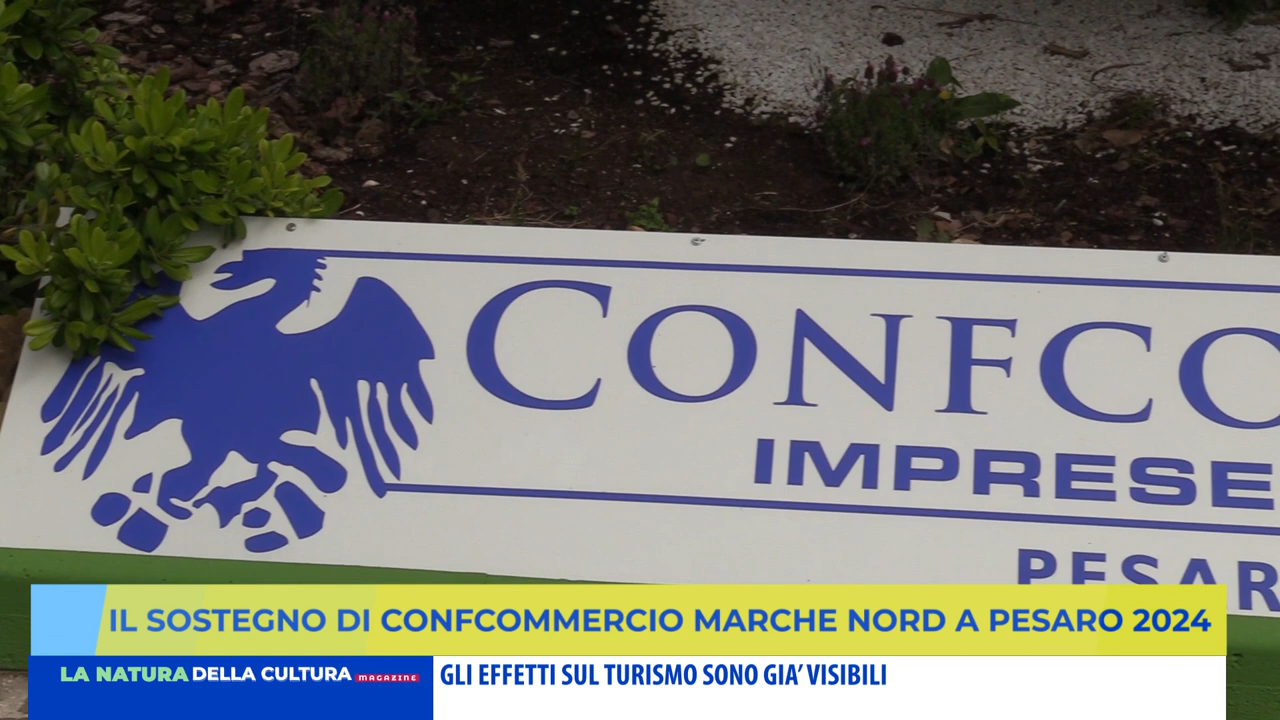 CONFCO
IMPRESE
PESAR
IL SOSTEGNO DI CONFCOMMERCIO MARCHE NORD A PESARO 2024
LA NATURA DELLA CULTURA MAGAZINE
GLI EFFETTI SUL TURISMO SONO GIA' VISIBILI